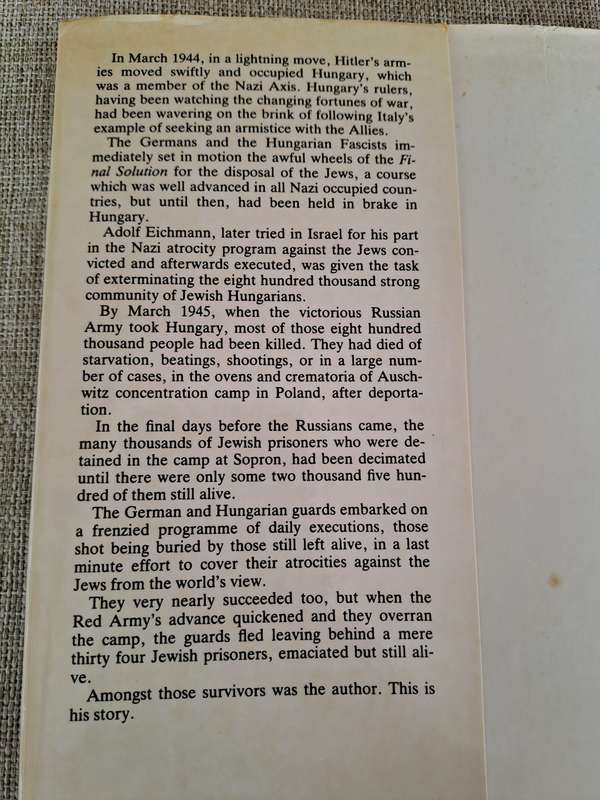 In March 1944, in a lightning move, Hitler's arm-
ies moved swiftly and occupied Hungary, which
was a member of the Nazi Axis. Hungary's rulers,
having been watching the changing fortunes of war,
had been wavering on the brink of following Italy's
example of seeking an armistice with the Allies.
The Germans and the Hungarian Fascists im-
mediately set in motion the awful wheels of the Fi-
nal Solution for the disposal of the Jews, a course
which was well advanced in all Nazi occupied coun-
tries, but until then, had been held in brake in
Hungary.
Adolf Eichmann, later tried in Israel for his part
in the Nazi atrocity program against the Jews con-
victed and afterwards executed, was given the task
of exterminating the eight hundred thousand strong
community of Jewish Hungarians.
By March 1945, when the victorious Russian
Army took Hungary, most of those eight hundred
thousand people had been killed. They had died of
starvation, beatings, shootings, or in a large num-
ber of cases, in the ovens and crematoria of Ausch-
witz concentration camp in Poland, after deporta-
tion.
In the final days before the Russians came, the
many thousands of Jewish prisoners who were de-
tained in the camp at Sopron, had been decimated
until there were only some two thousand five hun-
dred of them still alive.
The German and Hungarian guards embarked on
a frenzied programme of daily executions, those
shot being buried by those still left alive, in a last
minute effort to cover their atrocities against the
Jews from the world's view.
They very nearly succeeded too, but when the
Red Army's advance quickened and they overran
the camp, the guards fled leaving behind a mere
thirty four Jewish prisoners, emaciated but still ali-
ve.
Amongst those survivors was the author. This is
his story.